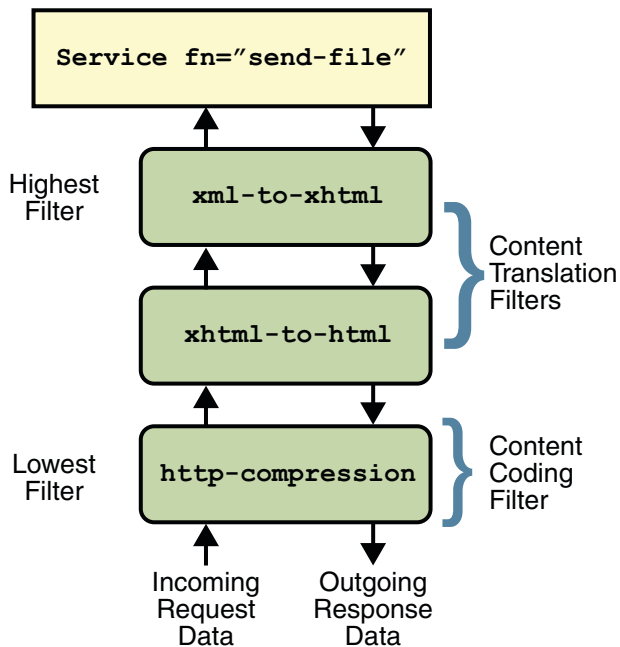 Service fn=”send-file”
Highest
Filter
xml-to-xhtml
Content
Translation
Filters
xhtml-to-html
Lowest
Filter
http-compression
Content
Coding
Filter
Incoming
Request
Data
Outgoing
Response
Data